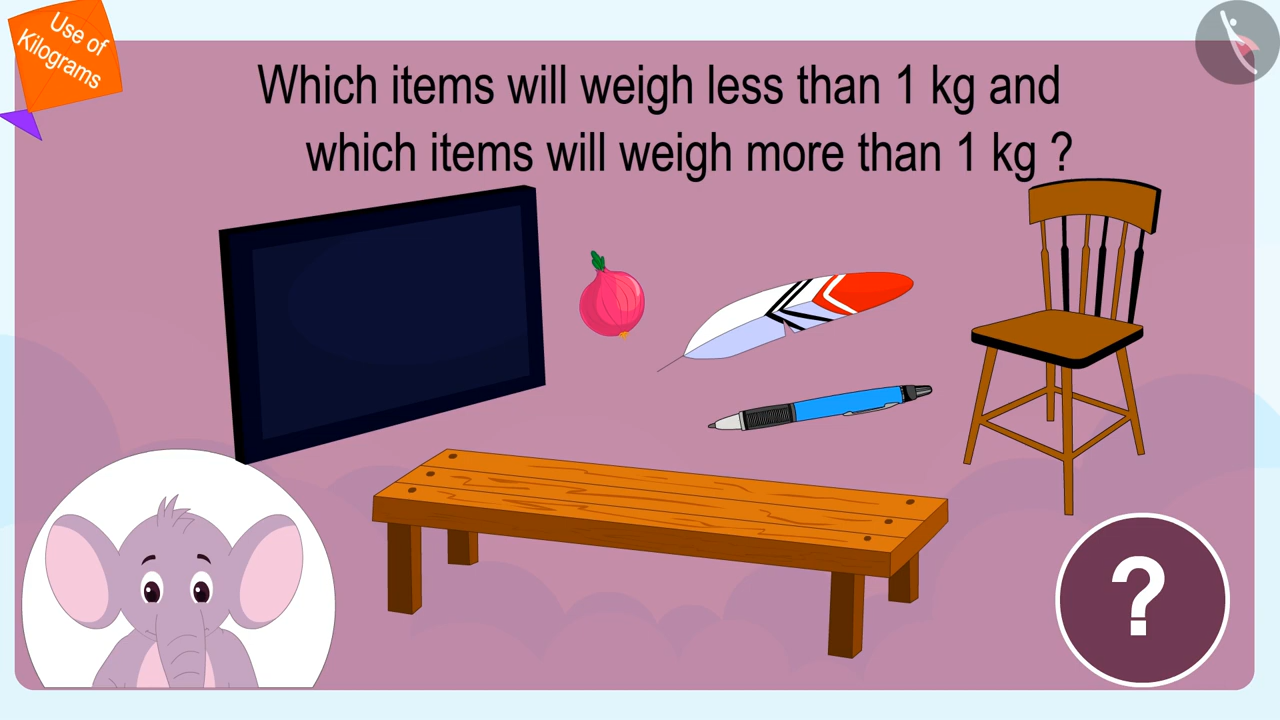 Use of
Kilograms
Which items will weigh less than 1 kg and
which items will weigh more than 1 kg ?
?